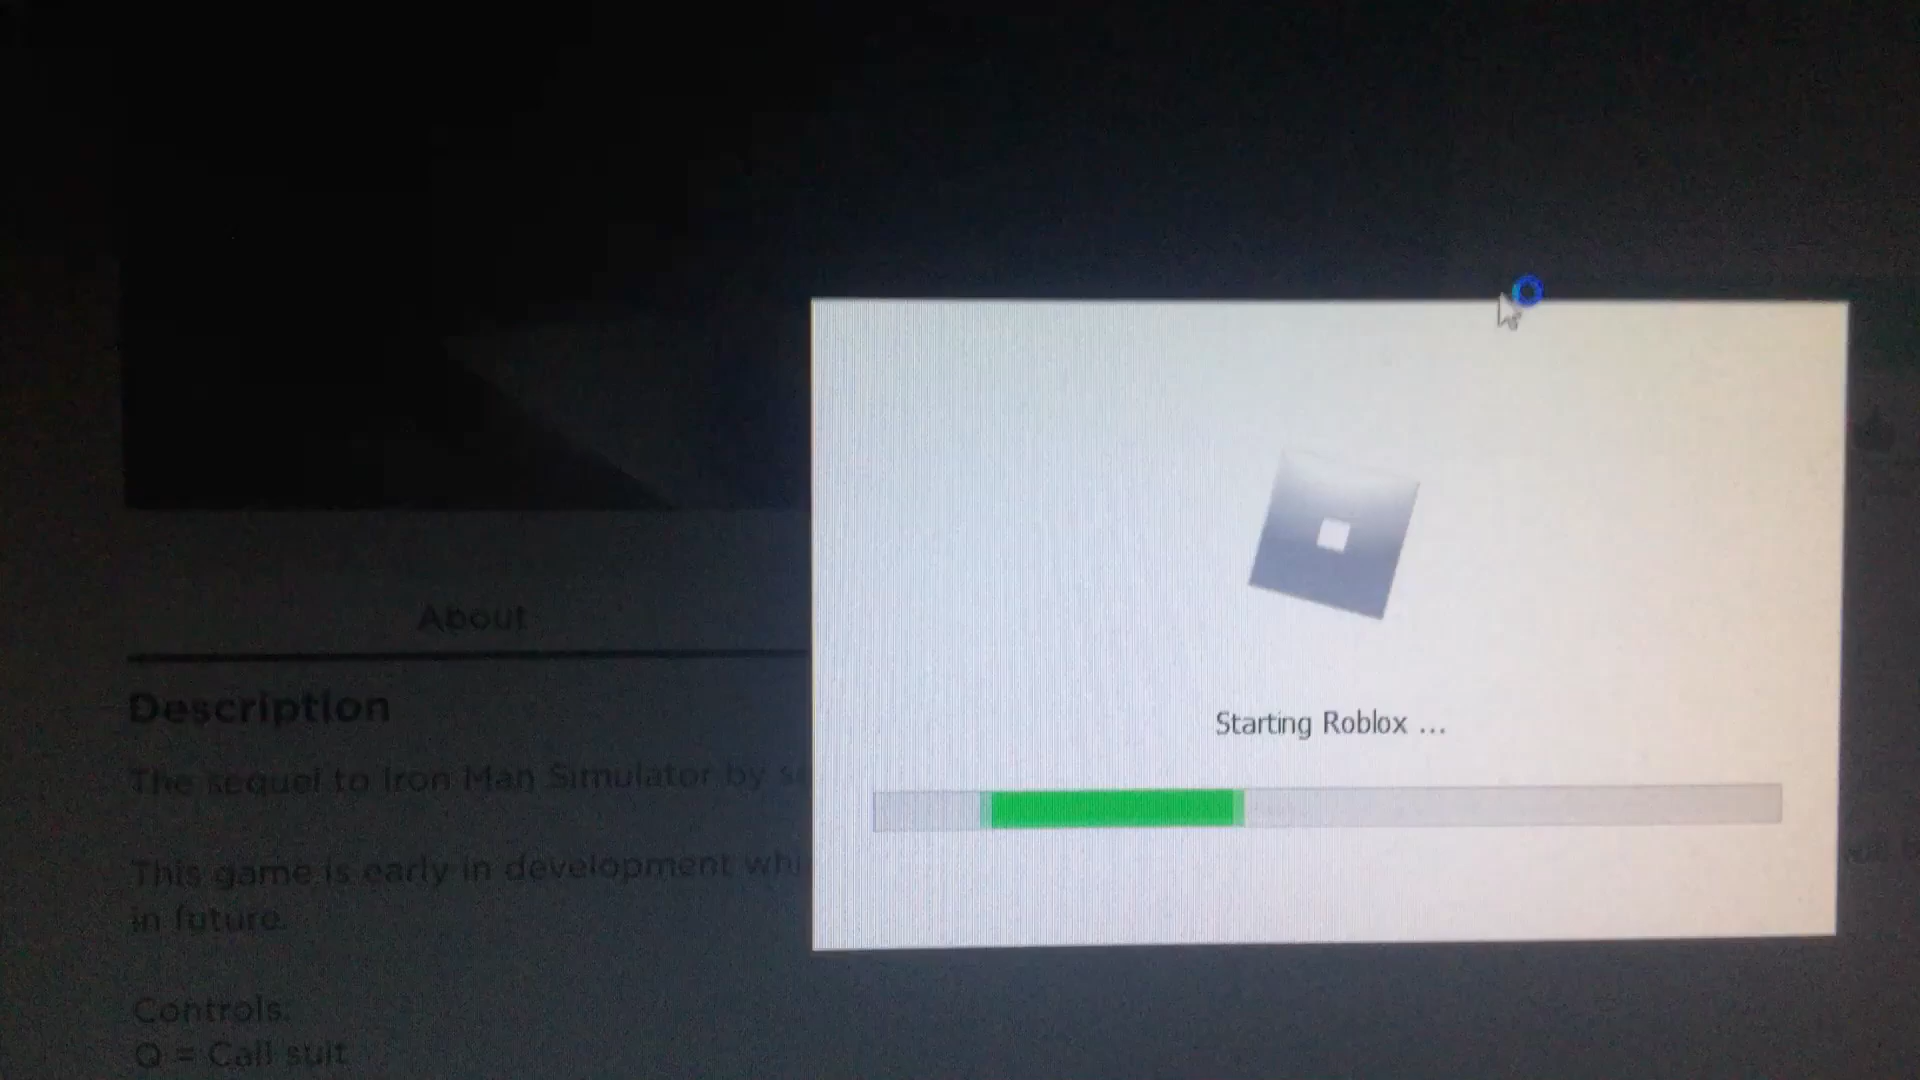 About
Description
The sequel to Iron Man Simulator by
This game is early in development
in future.
Controls:
Q = Call suit
Starting Roblox ...